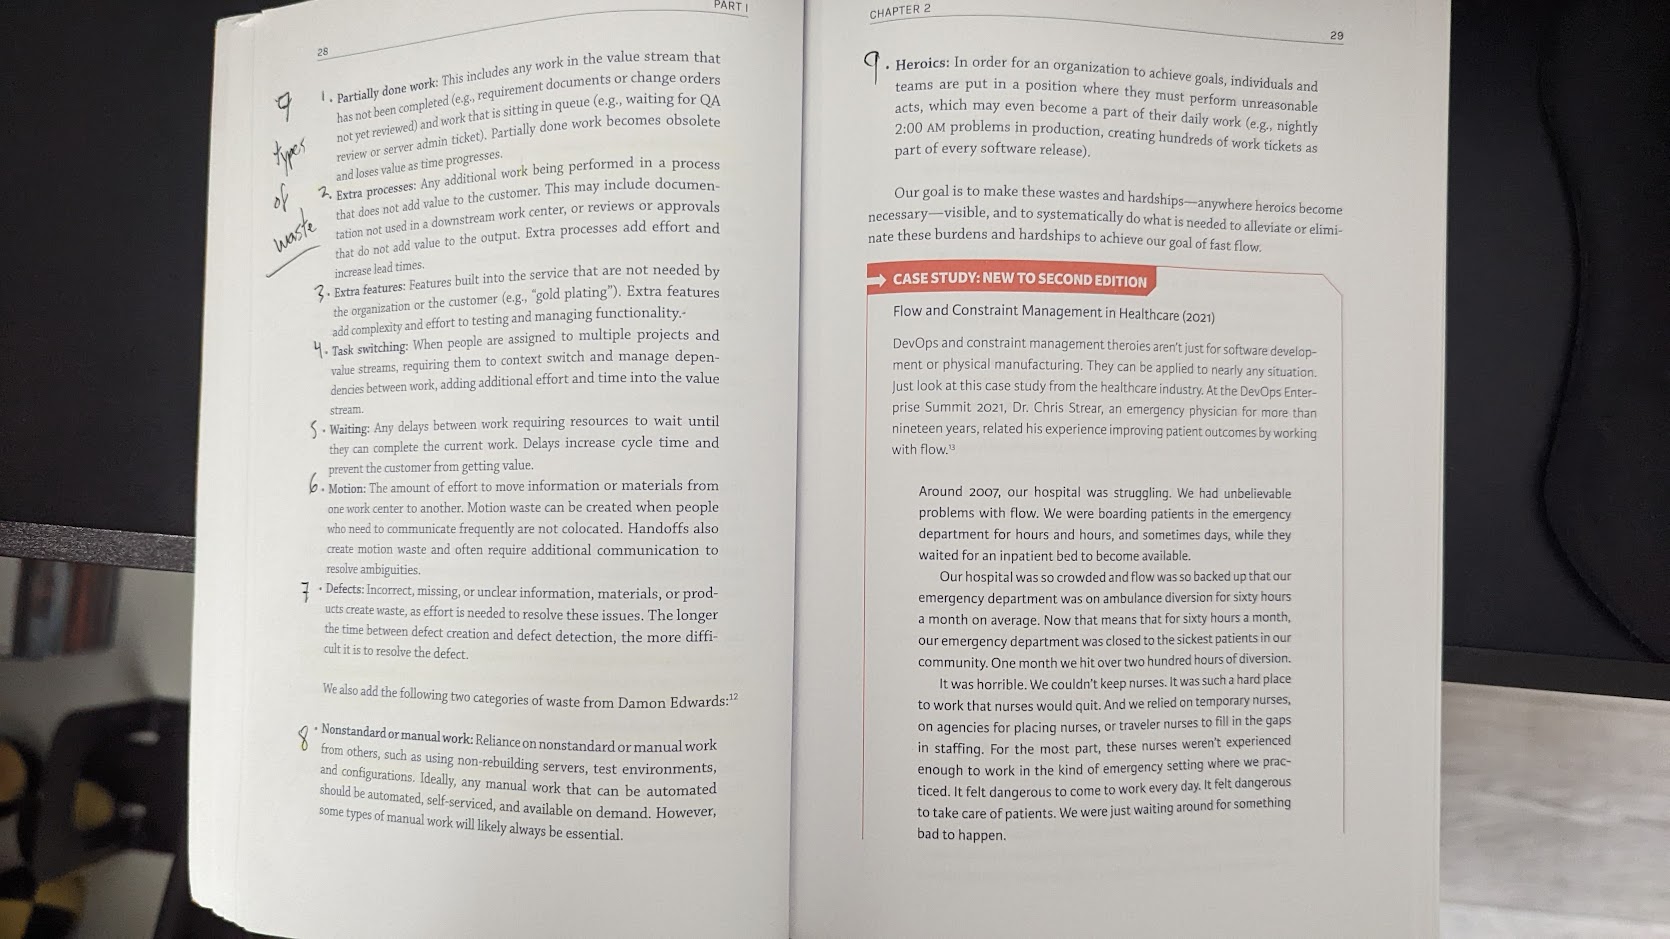 PART I
28
9
types
of
waste
1. Partially done work: This includes any work in the value stream that
has not been completed (e.g., requirement documents or change orders
not yet reviewed) and work that is sitting in queue (e.g., waiting for QA
review or server admin ticket). Partially done work becomes obsolete
and loses value as time progresses.
2. Extra processes: Any additional work being performed in a process
that does not add value to the customer. This may include documen-
tation not used in a downstream work center, or reviews or approvals
that do not add value to the output. Extra processes add effort and
increase lead times.
3. Extra features: Features built into the service that are not needed by
the organization or the customer (e.g., “gold plating”). Extra features
add complexity and effort to testing and managing functionality.
4. Task switching: When people are assigned to multiple projects and
value streams, requiring them to context switch and manage depen-
dencies between work, adding additional effort and time into the value
stream.
5. Waiting: Any delays between work requiring resources to wait until
they can complete the current work. Delays increase cycle time and
prevent the customer from getting value.
6. Motion: The amount of effort to move information or materials from
one work center to another. Motion waste can be created when people
who need to communicate frequently are not colocated. Handoffs also
create motion waste and often require additional communication to
resolve ambiguities.
7 • Defects: Incorrect, missing, or unclear information, materials, or prod-
ucts create waste, as effort is needed to resolve these issues. The longer
the time between defect creation and defect detection, the more diffi-
cult it is to resolve the defect.
We also add the following two categories of waste from Damon Edwards:12
8 • Nonstandard or manual work: Reliance on nonstandard or manual work
from others, such as using non-rebuilding servers, test environments,
and configurations. Ideally, any manual work that can be automated
should be automated, self-serviced, and available on demand. However,
some types of manual work will likely always be essential.
CHAPTER 2
29
9. Heroics: In order for an organization to achieve goals, individuals and
teams are put in a position where they must perform unreasonable
acts, which may even become a part of their daily work (e.g., nightly
2:00 AM problems in production, creating hundreds of work tickets as
part of every software release).
Our goal is to make these wastes and hardships—anywhere heroics become
necessary—visible, and to systematically do what is needed to alleviate or elimi-
nate these burdens and hardships to achieve our goal of fast flow.
→ CASE STUDY: NEW TO SECOND EDITION
Flow and Constraint Management in Healthcare (2021)
DevOps and constraint management theroies aren't just for software develop-
ment or physical manufacturing. They can be applied to nearly any situation.
Just look at this case study from the healthcare industry. At the DevOps Enter-
prise Summit 2021, Dr. Chris Strear, an emergency physician for more than
nineteen years, related his experience improving patient outcomes by working
with flow.13
Around 2007, our hospital was struggling. We had unbelievable
problems with flow. We were boarding patients in the emergency
department for hours and hours, and sometimes days, while they
waited for an inpatient bed to become available.
Our hospital was so crowded and flow was so backed up that our
emergency department was on ambulance diversion for sixty hours
a month on average. Now that means that for sixty hours a month,
our emergency department was closed to the sickest patients in our
community. One month we hit over two hundred hours of diversion.
It was horrible. We couldn't keep nurses. It was such a hard place
to work that nurses would quit. And we relied on temporary nurses,
on agencies for placing nurses, or traveler nurses to fill in the gaps
in staffing. For the most part, these nurses weren't experienced
enough to work in the kind of emergency setting where we prac-
ticed. It felt dangerous to come to work every day. It felt dangerous
to take care of patients. We were just waiting around for something
bad to happen.